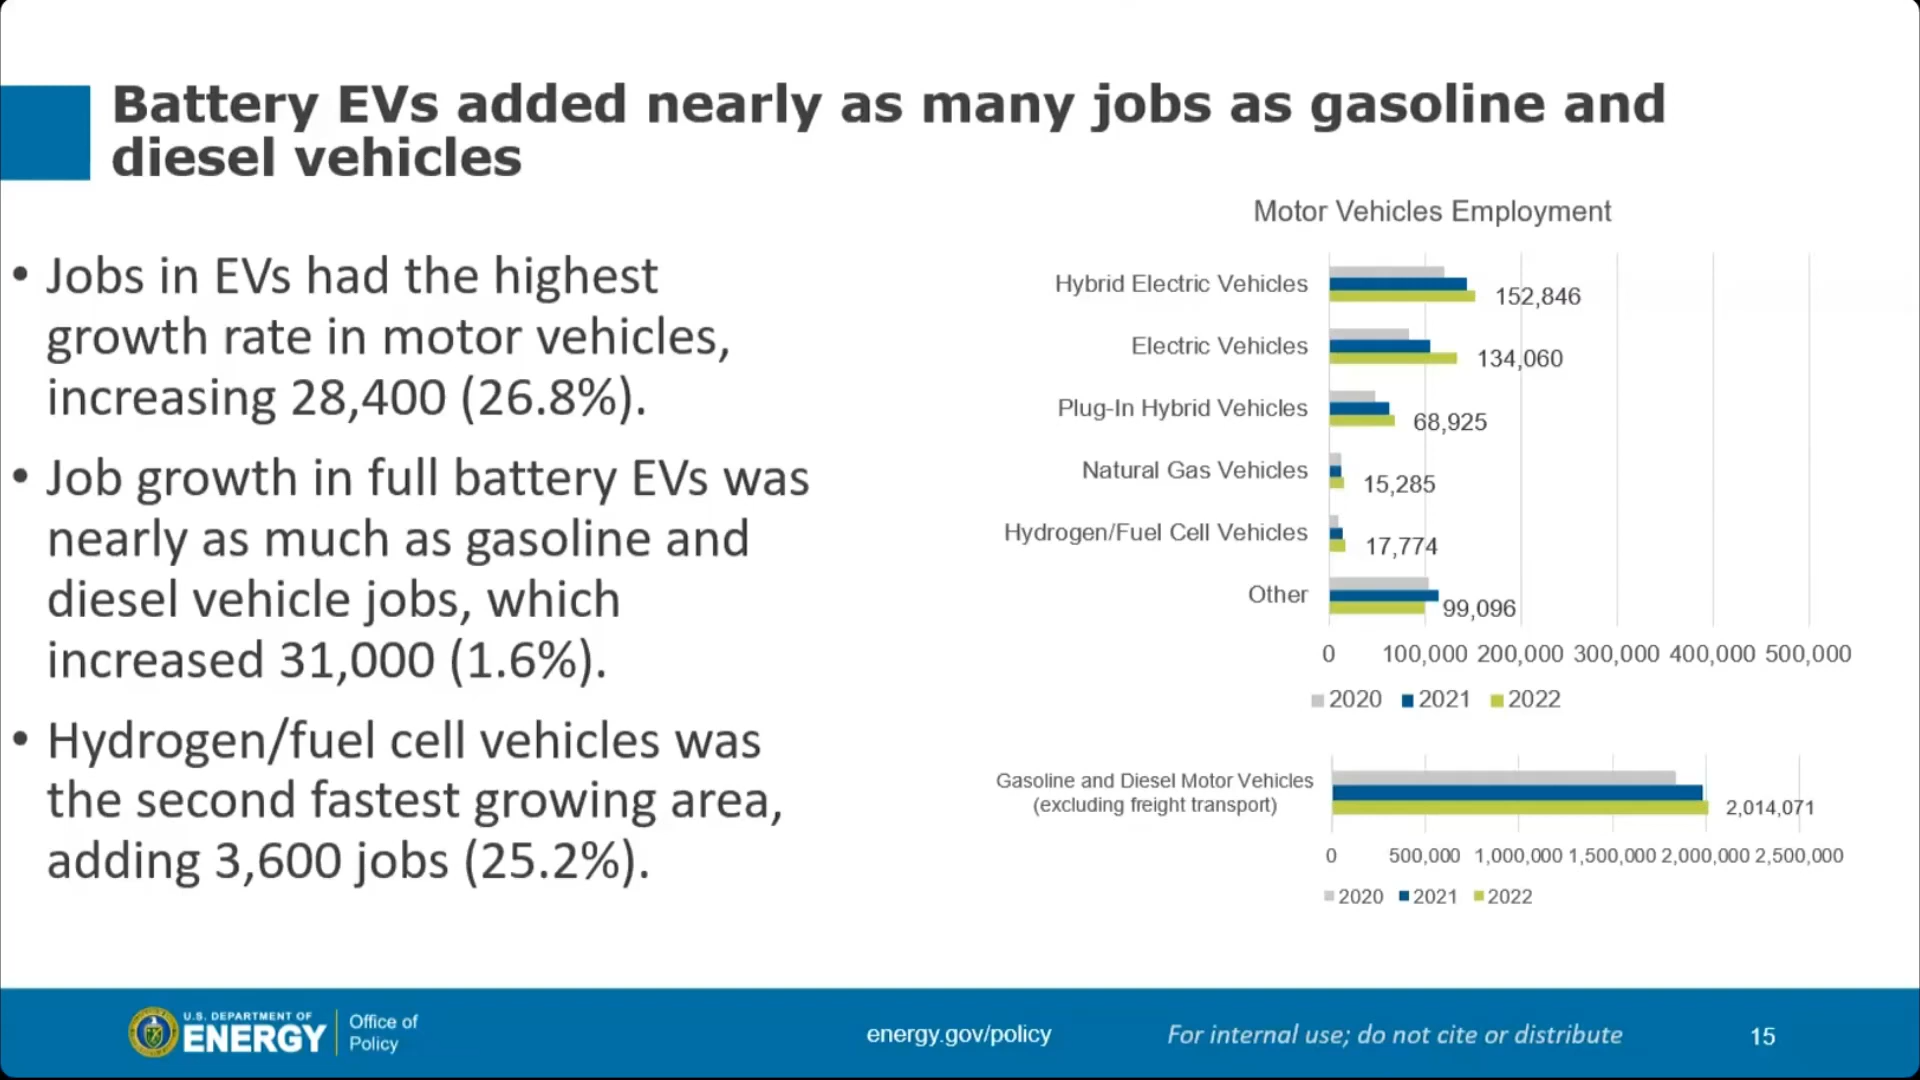 Battery EVs added nearly as many jobs as gasoline and
diesel vehicles
• Jobs in EVs had the highest
growth rate in motor vehicles,
increasing 28,400 (26.8%).
• Job growth in full battery EVs was
nearly as much as gasoline and
diesel vehicle jobs, which
increased 31,000 (1.6%).
• Hydrogen/fuel cell vehicles was
the second fastest growing area,
adding 3,600 jobs (25.2%).
Motor Vehicles Employment
Hybrid Electric Vehicles 152,846
Electric Vehicles 134,060
Plug-In Hybrid Vehicles 68,925
Natural Gas Vehicles 15,285
Hydrogen/Fuel Cell Vehicles 17,774
Other 99,096
0 100,000 200,000 300,000 400,000 500,000
2020 2021 2022
Gasoline and Diesel Motor Vehicles
(excluding freight transport) 2,014,071
0 500,000 1,000,000 1,500,000 2,000,000 2,500,000
2020 2021 2022
U.S. DEPARTMENT OF
ENERGY
Office of
Policy
energy.gov/policy
For internal use; do not cite or distribute
15